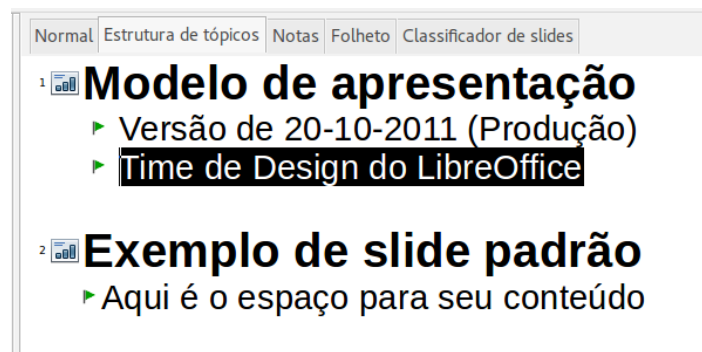 Normal Estrutura de tópicos Notas Folheto Classificador de slides
1 Modelo de apresentação
Versão de 20-10-2011 (Produção)
Time de Design do LibreOffice
2 Exemplo de slide padrão
Aqui é o espaço para seu conteúdo